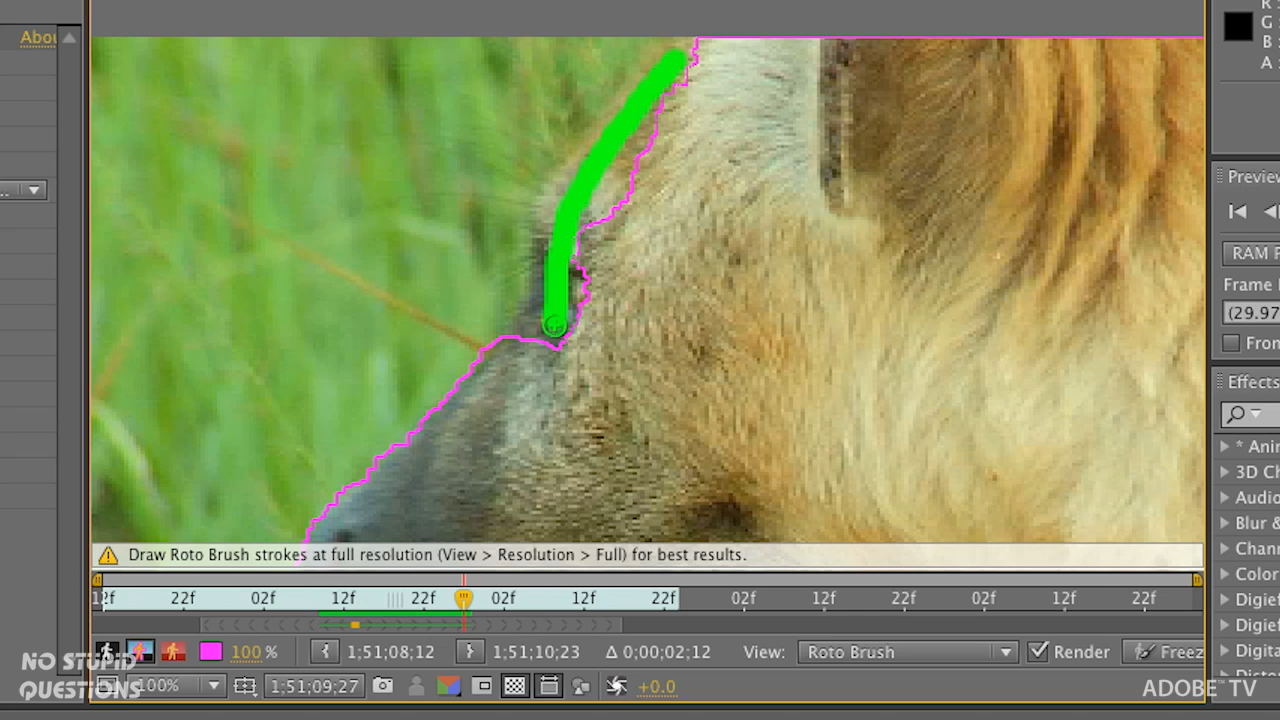 Abou
R :
G :
B :
A :
Preview
RAM P
Frame
(29.97
Fron
Effects
* Anin
3D Ch
Audio
Blur &
Chann
Color
Digief
Digief
Digita
Draw Roto Brush strokes at full resolution (View > Resolution > Full) for best results.
12f 22f 02f 12f 22f 02f 12f 22f 02f 12f 22f 02f 12f 22f
100 % 1;51;08;12 1;51;10;23 Δ 0;00;02;12 View: Roto Brush Render Freez
100% 1;51;09;27 +0.0
NO STUPID
QUESTIONS
ADOBE™ TV